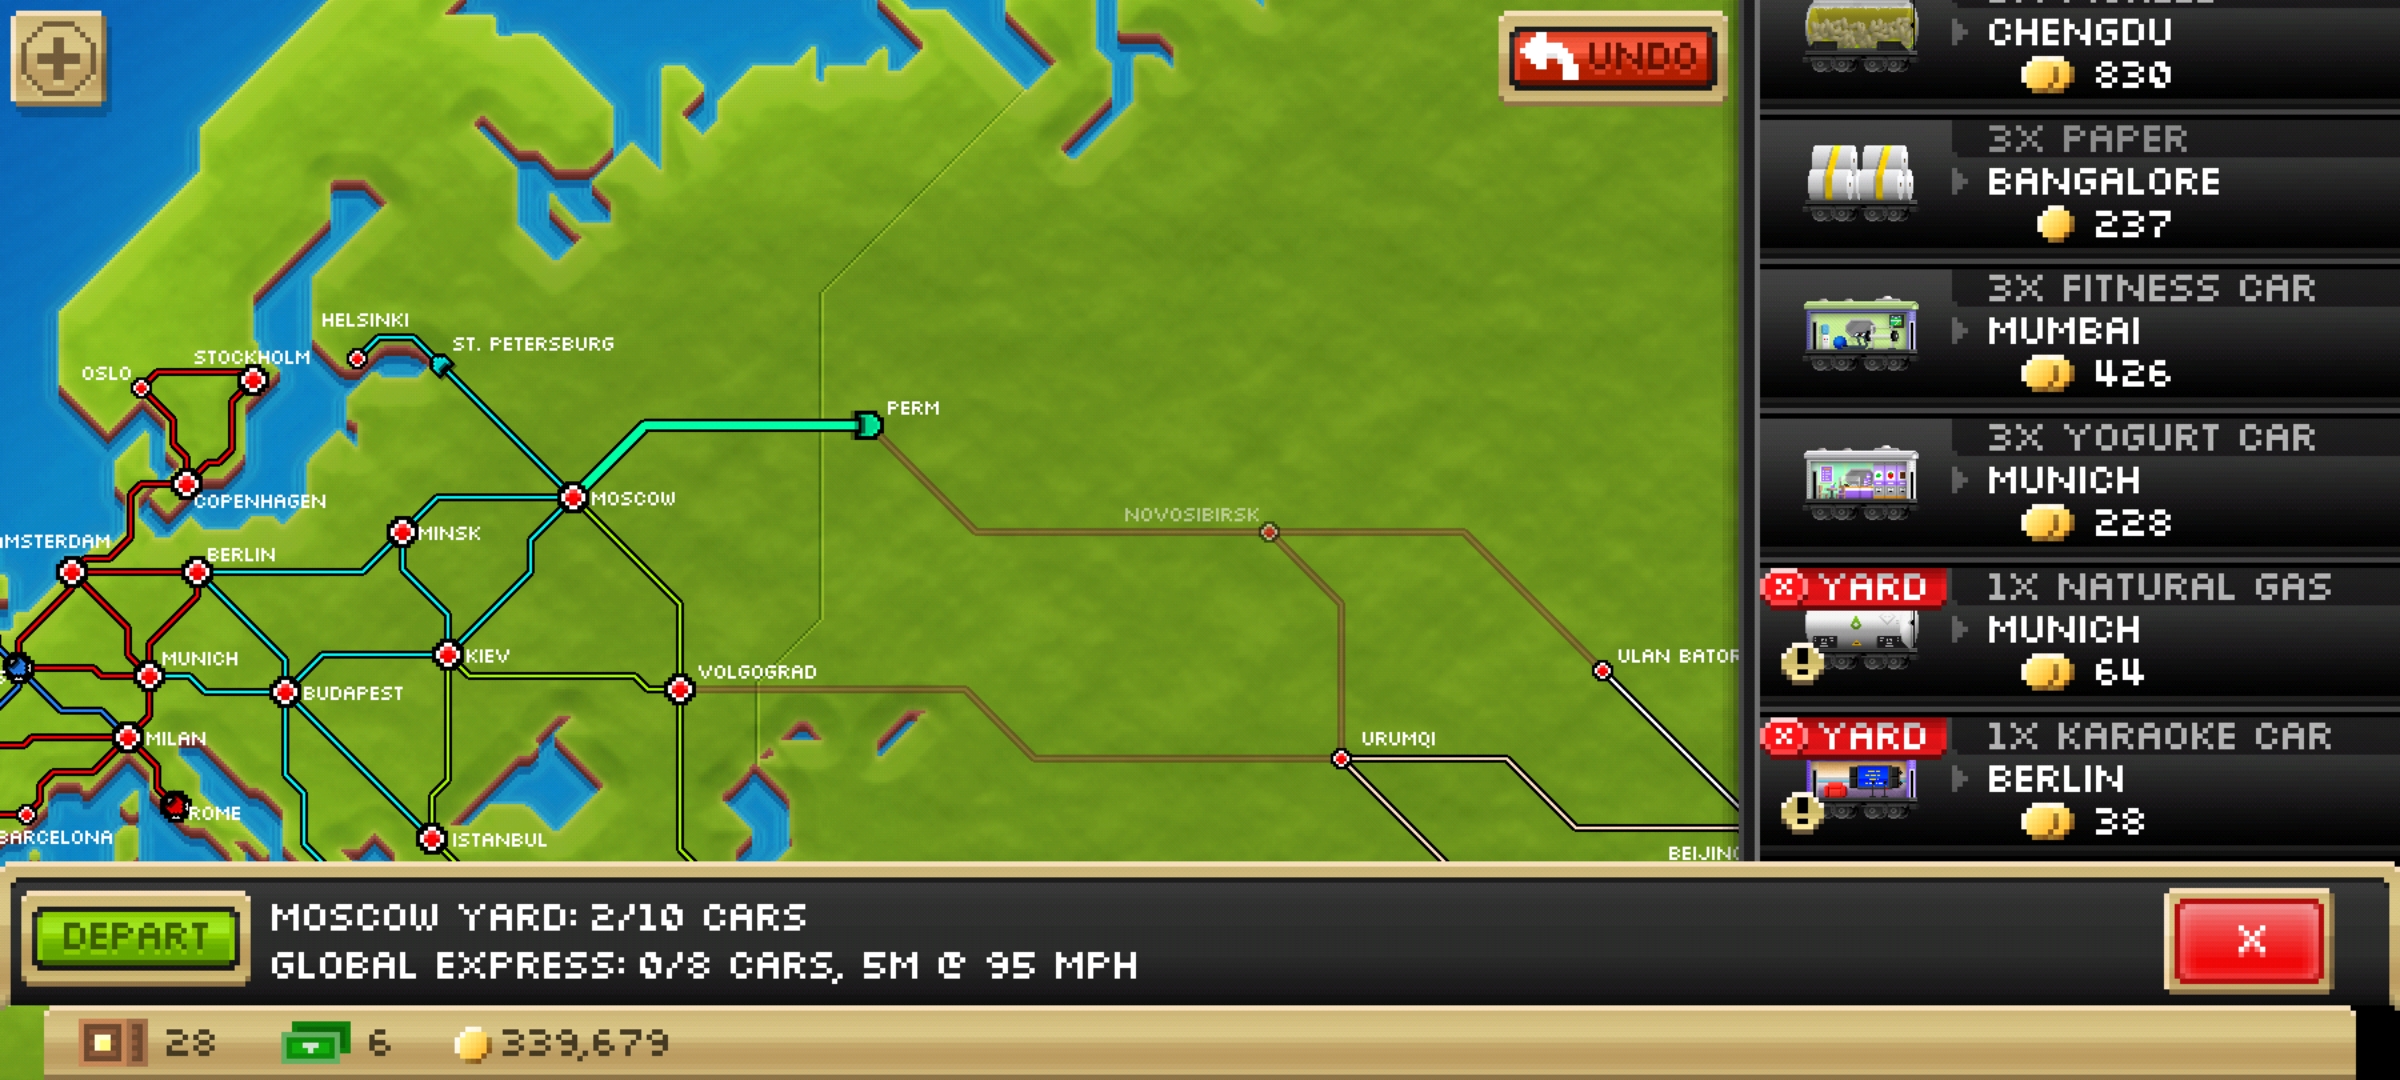 UNDO
CHENGDU
830
3X PAPER
BANGALORE
237
3X FITNESS CAR
MUMBAI
426
3X YOGURT CAR
MUNICH
228
YARD
1X NATURAL GAS
MUNICH
64
YARD
1X KARAOKE CAR
BERLIN
38
HELSINKI
ST. PETERSBURG
STOCKHOLM
OSLO
PERM
COPENHAGEN
MOSCOW
NOVOSIBIRSK
MINSK
MSTERDAM
BERLIN
KIEV
ULAN BATOR
MUNICH
VOLGOGRAD
BUDAPEST
MILAN
URUMQI
ROME
BARCELONA
ISTANBUL
BEIJING
DEPART
MOSCOW YARD: 2/10 CARS
GLOBAL EXPRESS: 0/8 CARS, 5M @ 95 MPH
X
28
6
339,679